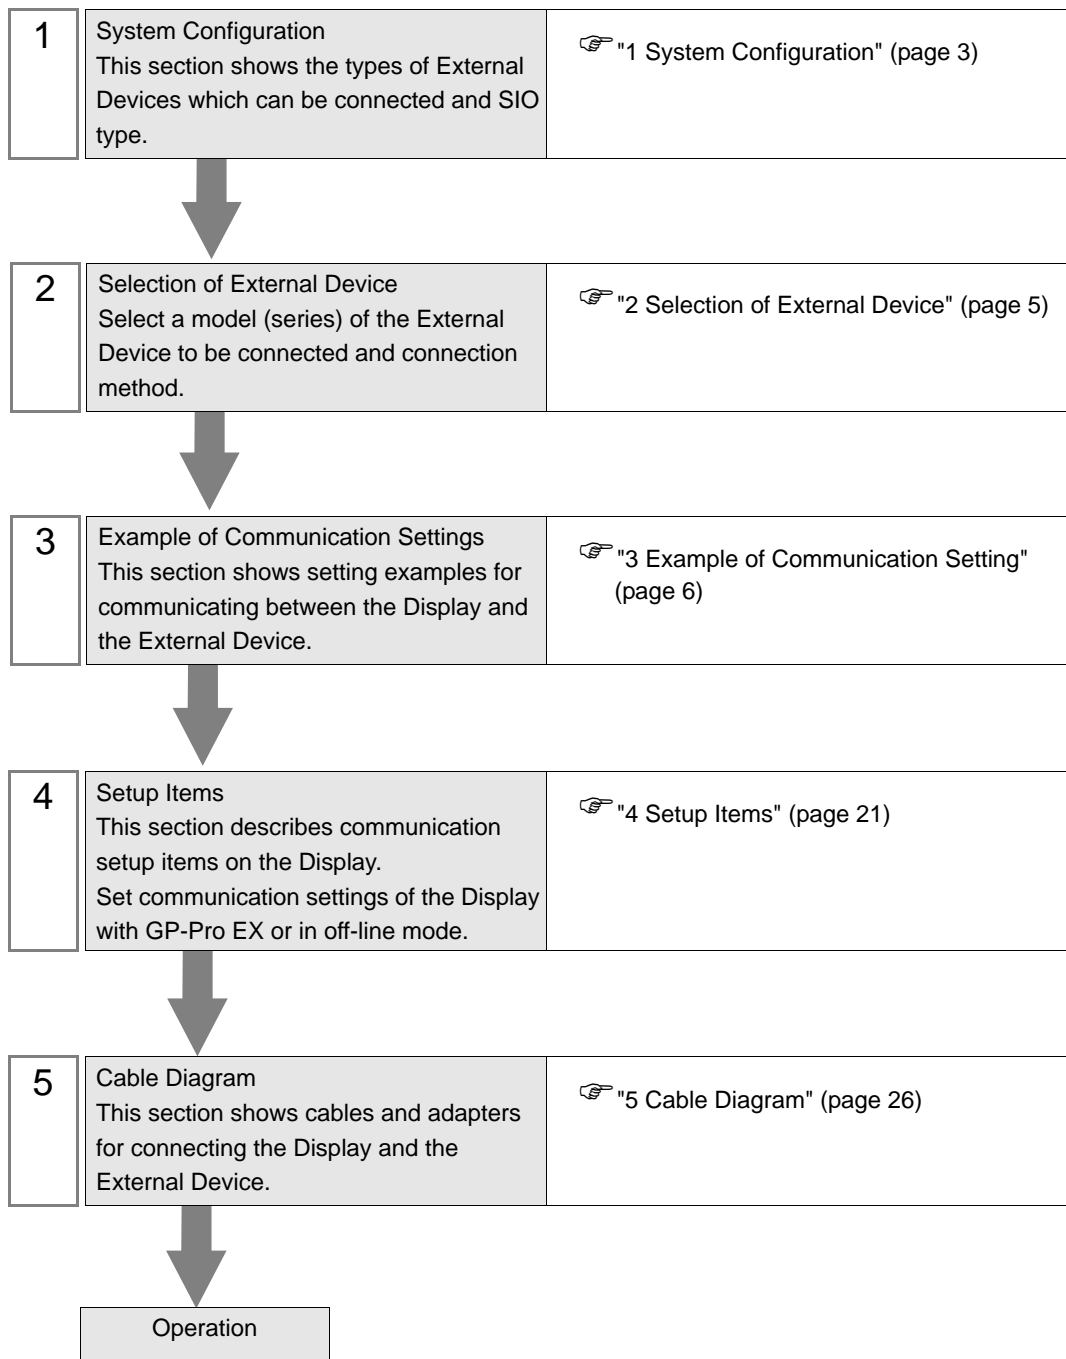 1
System Configuration
This section shows the types of External
Devices which can be connected and SIO
type.
"1 System Configuration" (page 3)
2
Selection of External Device
Select a model (series) of the External
Device to be connected and connection
method.
"2 Selection of External Device" (page 5)
3
Example of Communication Settings
This section shows setting examples for
communicating between the Display and
the External Device.
"3 Example of Communication Setting"
(page 6)
4
Setup Items
This section describes communication
setup items on the Display.
Set communication settings of the Display
with GP-Pro EX or in off-line mode.
"4 Setup Items" (page 21)
5
Cable Diagram
This section shows cables and adapters
for connecting the Display and the
External Device.
"5 Cable Diagram" (page 26)
Operation